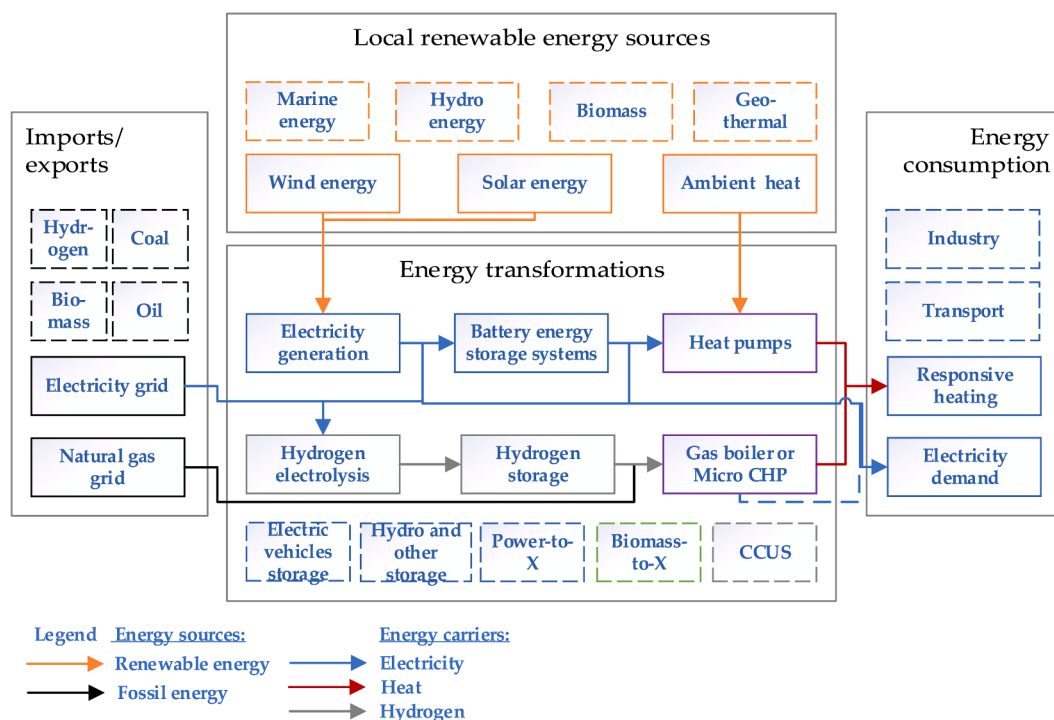 Local renewable energy sources
Marine
energy
Hydro
energy
Biomass
Geo-
thermal
Wind energy
Solar energy
Ambient heat
Imports/
exports
Hydr-
ogen
Coal
Bio-
mass
Oil
Electricity grid
Natural gas
grid
Energy transformations
Electricity
generation
Battery energy
storage systems
Heat pumps
Hydrogen
electrolysis
Hydrogen
storage
Gas boiler or
Micro CHP
Electric
vehicles
storage
Hydro and
other
storage
Power-to-
X
Biomass-
to-X
CCUS
Energy
consumption
Industry
Transport
Responsive
heating
Electricity
demand
Legend
Energy sources:
Renewable energy
Fossil energy
Energy carriers:
Electricity
Heat
Hydrogen